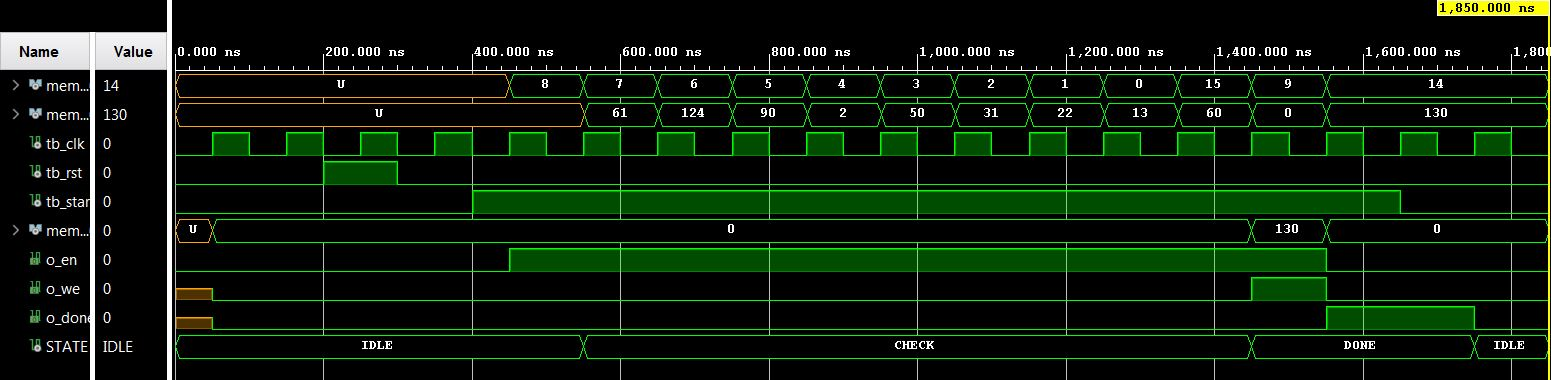 1,850.000 ns
Name Value 0.000 ns 200.000 ns 400.000 ns 600.000 ns 800.000 ns 1,000.000 ns 1,200.000 ns 1,400.000 ns 1,600.000 ns 1,800
mem... 14 U 8 7 6 5 4 3 2 1 0 15 9 14
mem... 130 U 61 124 90 2 50 31 22 13 60 0 130
tb_clk 0
tb_rst 0
tb_star 0
mem... 0 U 0 130 0
o_en 0
o_we 0
o_done 0
STATE IDLE IDLE CHECK DONE IDLE